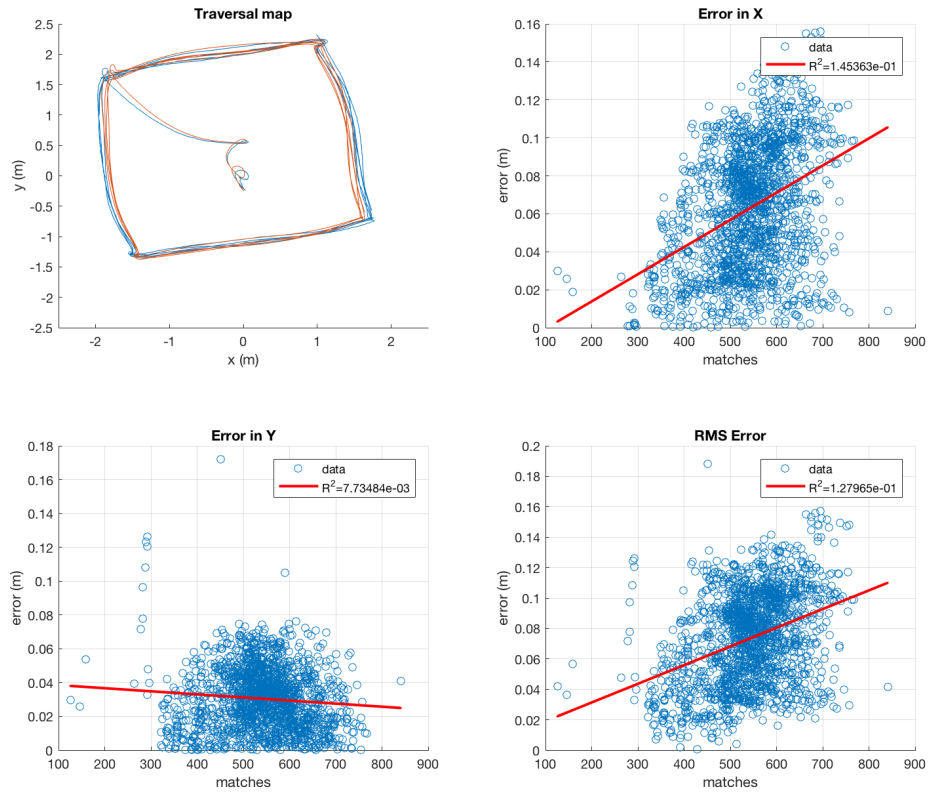 Traversal map
2.5
2
1.5
1
0.5
0
-0.5
-1
-1.5
-2
-2.5
-2 -1 0 1 2
x (m)
y (m)
Error in X
0.16
0.14
0.12
0.1
0.08
0.06
0.04
0.02
0
100 200 300 400 500 600 700 800 900
matches
error (m)
data
R²=1.45363e-01
Error in Y
0.18
0.16
0.14
0.12
0.1
0.08
0.06
0.04
0.02
0
100 200 300 400 500 600 700 800 900
matches
error (m)
data
R²=7.73484e-03
RMS Error
0.2
0.18
0.16
0.14
0.12
0.1
0.08
0.06
0.04
0.02
0
100 200 300 400 500 600 700 800 900
matches
error (m)
data
R²=1.27965e-01